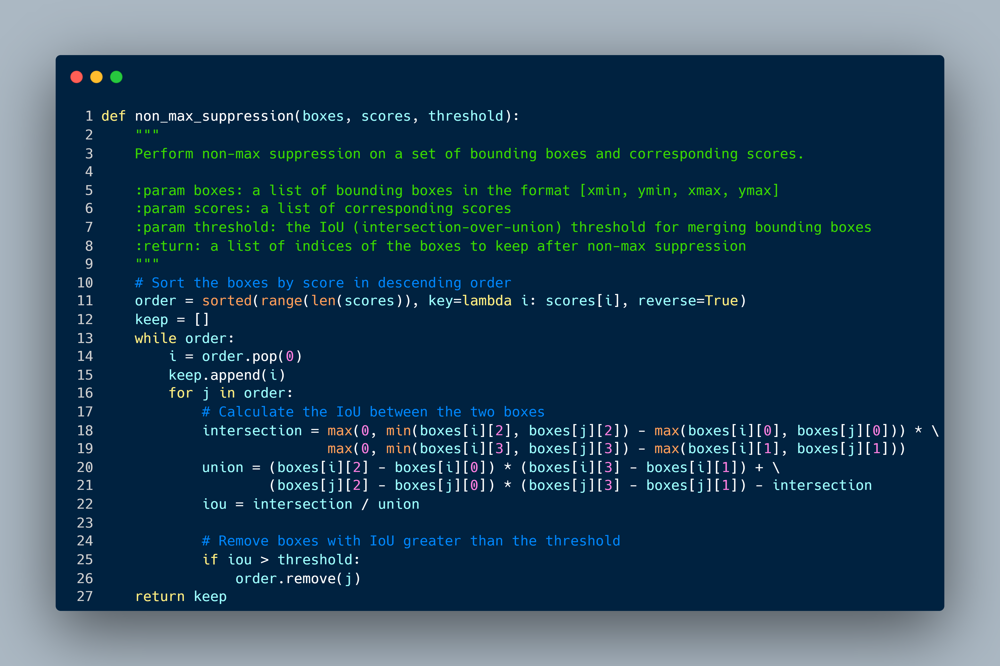 1 def non_max_suppression(boxes, scores, threshold):
2     """
3     Perform non-max suppression on a set of bounding boxes and corresponding scores.
4
5     :param boxes: a list of bounding boxes in the format [xmin, ymin, xmax, ymax]
6     :param scores: a list of corresponding scores
7     :param threshold: the IoU (intersection-over-union) threshold for merging bounding boxes
8     :return: a list of indices of the boxes to keep after non-max suppression
9     """
10     # Sort the boxes by score in descending order
11     order = sorted(range(len(scores)), key=lambda i: scores[i], reverse=True)
12     keep = []
13     while order:
14         i = order.pop(0)
15         keep.append(i)
16         for j in order:
17             # Calculate the IoU between the two boxes
18             intersection = max(0, min(boxes[i][2], boxes[j][2]) - max(boxes[i][0], boxes[j][0])) * \
19                            max(0, min(boxes[i][3], boxes[j][3]) - max(boxes[i][1], boxes[j][1]))
20             union = (boxes[i][2] - boxes[i][0]) * (boxes[i][3] - boxes[i][1]) + \
21                     (boxes[j][2] - boxes[j][0]) * (boxes[j][3] - boxes[j][1]) - intersection
22             iou = intersection / union
23
24             # Remove boxes with IoU greater than the threshold
25             if iou > threshold:
26                 order.remove(j)
27     return keep